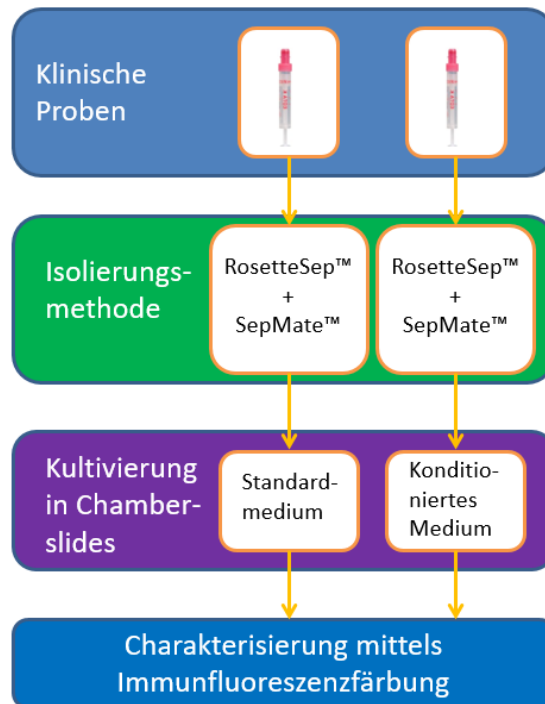 Klinische
Proben
Isolierungs-
methode
RosetteSep™
+
SepMate™
RosetteSep™
+
SepMate™
Kultivierung
in Chamber-
slides
Standard-
medium
Konditio-
niertes
Medium
Charakterisierung mittels
Immunfluoreszenzfärbung